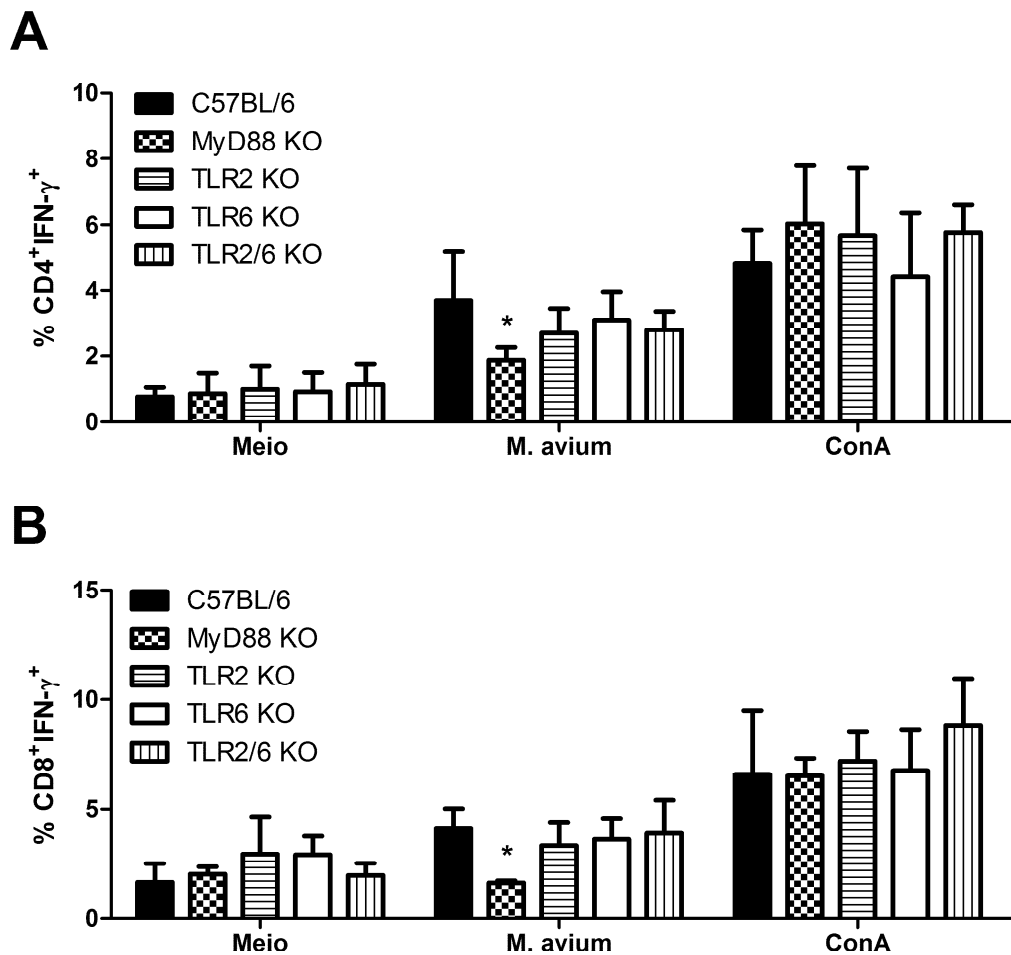 A
10
8
6
4
2
0
% CD4⁺IFN-γ⁺
C57BL/6
MyD88 KO
TLR2 KO
TLR6 KO
TLR2/6 KO
*
Meio
M. avium
ConA
B
15
10
5
0
% CD8⁺IFN-γ⁺
C57BL/6
MyD88 KO
TLR2 KO
TLR6 KO
TLR2/6 KO
*
Meio
M. avium
ConA